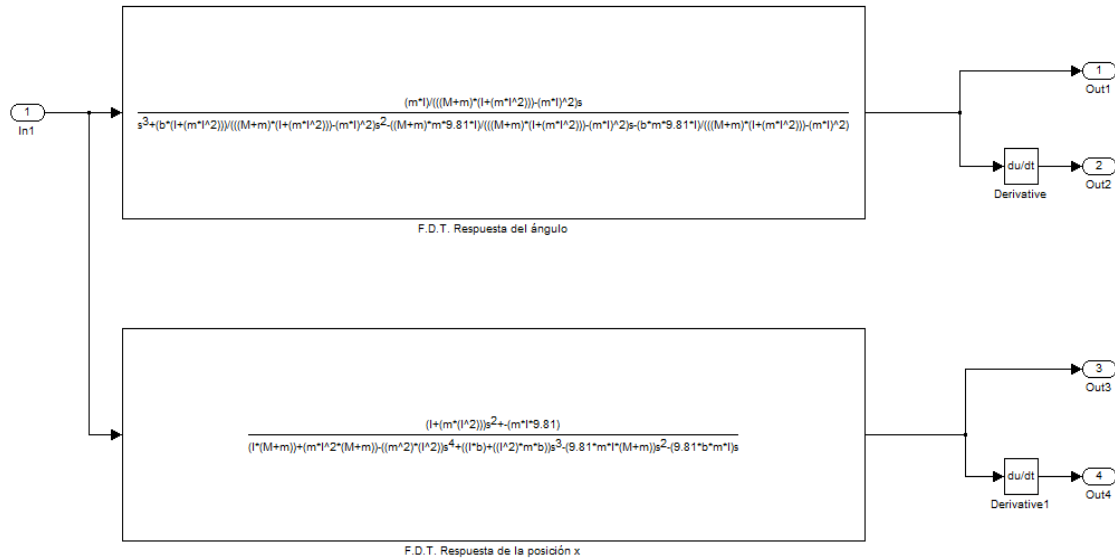 (m*l)/(((M+m)*(I+(m*l^2)))-(m*l)^2)s
s³+(b*(I+(m*l^2)))/(((M+m)*(I+(m*l^2)))-(m*l)^2)s²-((M+m)*m*9.81*l)/(((M+m)*(I+(m*l^2)))-(m*l)^2)s-(b*m*9.81*l)/(((M+m)*(I+(m*l^2)))-(m*l)^2)
F.D.T. Respuesta del ángulo
1
In1
1
Out1
du/dt
Derivative
2
Out2
(I+(m*(l^2)))s²+-(m*l*9.81)
(I*(M+m))+(m*l^2*(M+m))-((m^2)*(l^2))s⁴+((I*b)+((l^2)*m*b))s³-(9.81*m*l*(M+m))s²-(9.81*b*m*l)s
F.D.T. Respuesta de la posición x
3
Out3
du/dt
Derivative1
4
Out4